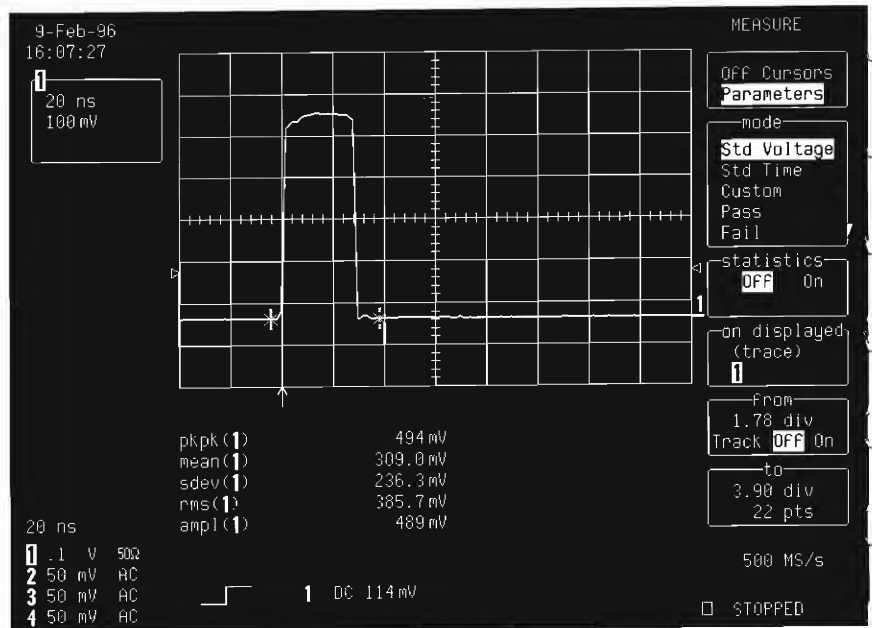 9-Feb-96
16:07:27
1
20 ns
100 mV
MEASURE
Off Cursors
Parameters
mode
Std Voltage
Std Time
Custom
Pass
Fail
statistics
Off On
1
on displayed
(trace)
1
from
1.78 div
Track Off On
to
3.90 div
22 pts
pkpk(1) 494 mV
mean(1) 309.0 mV
sdev(1) 236.3 mV
rms(1) 385.7 mV
ampl(1) 489 mV
20 ns
1 .1 V 50Ω
2 50 mV AC
3 50 mV AC
4 50 mV AC
1 DC 114 mV
500 MS/s
STOPPED